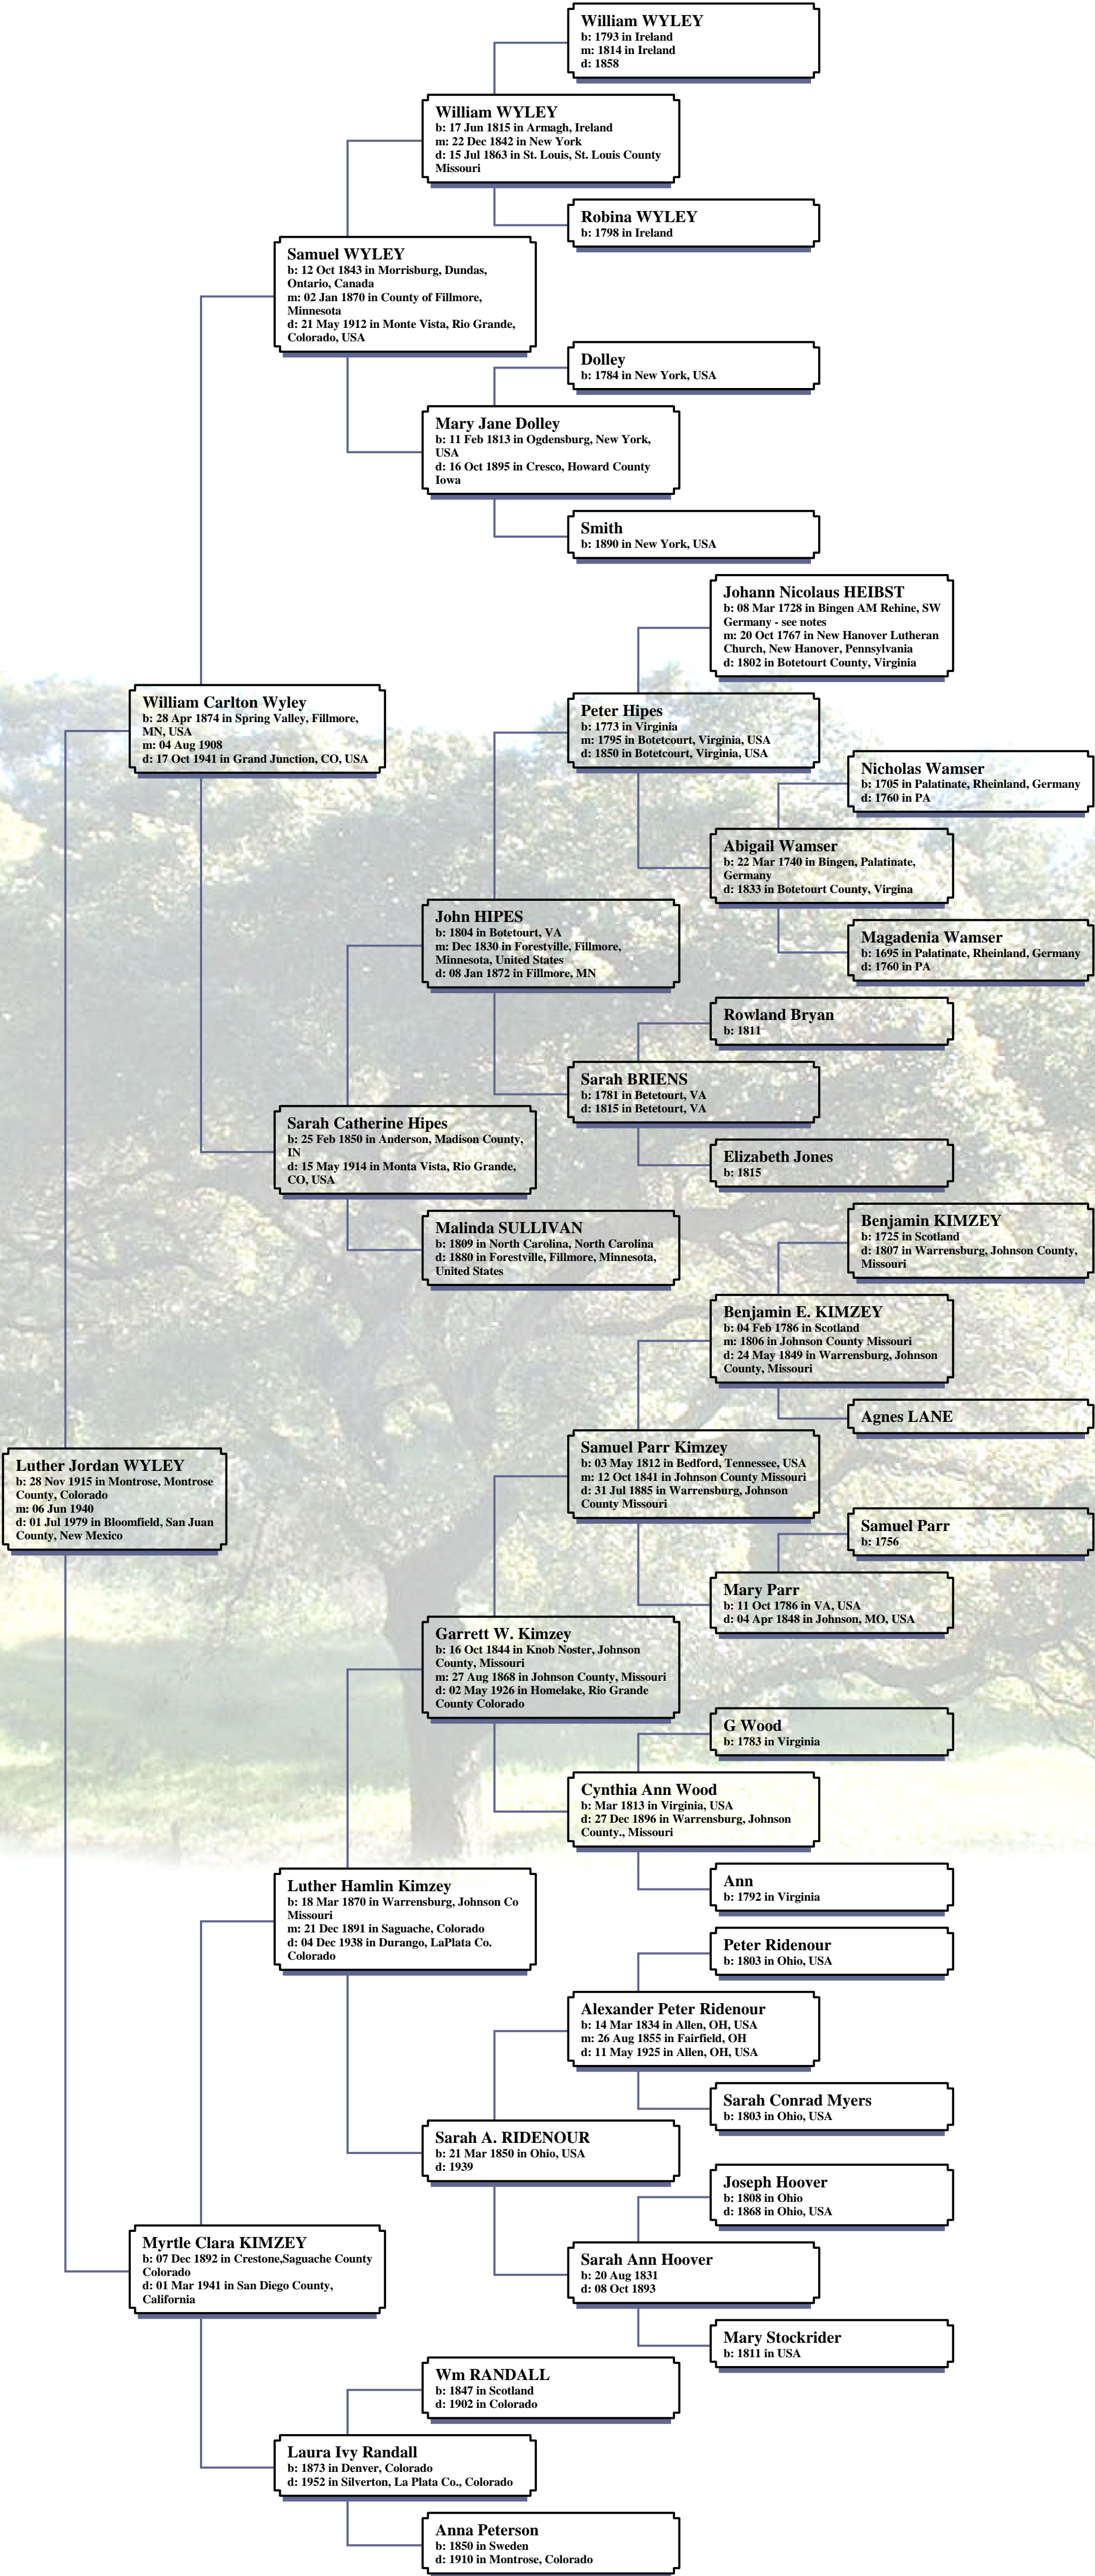 William WYLEY
b: 1793 in Ireland
m: 1814 in Ireland
d: 1858
William WYLEY
b: 17 Jun 1815 in Armagh, Ireland
m: 22 Dec 1842 in New York
d: 15 Jul 1863 in St. Louis, St. Louis County
Missouri
Robina WYLEY
b: 1798 in Ireland
Samuel WYLEY
b: 12 Oct 1843 in Morrisburg, Dundas,
Ontario, Canada
m: 02 Jan 1870 in County of Fillmore,
Minnesota
d: 21 May 1912 in Monte Vista, Rio Grande,
Colorado, USA
Dolley
b: 1784 in New York, USA
Mary Jane Dolley
b: 11 Feb 1813 in Ogdensburg, New York,
USA
d: 16 Oct 1895 in Cresco, Howard County
Iowa
Smith
b: 1890 in New York, USA
Johann Nicolaus HEIBST
b: 08 Mar 1728 in Bingen AM Rehine, SW
Germany - see notes
m: 20 Oct 1767 in New Hanover Lutheran
Church, New Hanover, Pennsylvania
d: 1802 in Botetourt County, Virginia
William Carlton Wyley
b: 28 Apr 1874 in Spring Valley, Fillmore,
MN, USA
m: 04 Aug 1908
d: 17 Oct 1941 in Grand Junction, CO, USA
Peter Hipes
b: 1773 in Virginia
m: 1795 in Botetcourt, Virginia, USA
d: 1850 in Botetcourt, Virginia, USA
Nicholas Wamser
b: 1705 in Palatinate, Rheinland, Germany
d: 1760 in PA
Abigail Wamser
b: 22 Mar 1740 in Bingen, Palatinate,
Germany
d: 1833 in Botetourt County, Virgina
John HIPES
b: 1804 in Botetourt, VA
m: Dec 1830 in Forestville, Fillmore,
Minnesota, United States
d: 08 Jan 1872 in Fillmore, MN
Magadenia Wamser
b: 1695 in Palatinate, Rheinland, Germany
d: 1760 in PA
Rowland Bryan
b: 1811
Sarah BRIENS
b: 1781 in Betetourt, VA
d: 1815 in Betetourt, VA
Sarah Catherine Hipes
b: 25 Feb 1850 in Anderson, Madison County,
IN
d: 15 May 1914 in Monta Vista, Rio Grande,
CO, USA
Elizabeth Jones
b: 1815
Malinda SULLIVAN
b: 1809 in North Carolina, North Carolina
d: 1880 in Forestville, Fillmore, Minnesota,
United States
Benjamin KIMZEY
b: 1725 in Scotland
d: 1807 in Warrensburg, Johnson County,
Missouri
Benjamin E. KIMZEY
b: 04 Feb 1786 in Scotland
m: 1806 in Johnson County Missouri
d: 24 May 1849 in Warrensburg, Johnson
County, Missouri
Agnes LANE
Luther Jordan WYLEY
b: 28 Nov 1915 in Montrose, Montrose
County, Colorado
m: 06 Jun 1940
d: 01 Jul 1979 in Bloomfield, San Juan
County, New Mexico
Samuel Parr Kimzey
b: 03 May 1812 in Bedford, Tennessee, USA
m: 12 Oct 1841 in Johnson County Missouri
d: 31 Jul 1885 in Warrensburg, Johnson
County Missouri
Samuel Parr
b: 1756
Mary Parr
b: 11 Oct 1786 in VA, USA
d: 04 Apr 1848 in Johnson, MO, USA
Garrett W. Kimzey
b: 16 Oct 1844 in Knob Noster, Johnson
County, Missouri
m: 27 Aug 1868 in Johnson County, Missouri
d: 02 May 1926 in Homelake, Rio Grande
County Colorado
G Wood
b: 1783 in Virginia
Cynthia Ann Wood
b: Mar 1813 in Virginia, USA
d: 27 Dec 1896 in Warrensburg, Johnson
County., Missouri
Luther Hamlin Kimzey
b: 18 Mar 1870 in Warrensburg, Johnson Co
Missouri
m: 21 Dec 1891 in Saguache, Colorado
d: 04 Dec 1938 in Durango, LaPlata Co.
Colorado
Ann
b: 1792 in Virginia
Peter Ridenour
b: 1803 in Ohio, USA
Alexander Peter Ridenour
b: 14 Mar 1834 in Allen, OH, USA
m: 26 Aug 1855 in Fairfield, OH
d: 11 May 1925 in Allen, OH, USA
Sarah Conrad Myers
b: 1803 in Ohio, USA
Sarah A. RIDENOUR
b: 21 Mar 1850 in Ohio, USA
d: 1939
Joseph Hoover
b: 1808 in Ohio
d: 1868 in Ohio, USA
Myrtle Clara KIMZEY
b: 07 Dec 1892 in Crestone,Saguache County
Colorado
d: 01 Mar 1941 in San Diego County,
California
Sarah Ann Hoover
b: 20 Aug 1831
d: 08 Oct 1893
Mary Stockrider
b: 1811 in USA
Wm RANDALL
b: 1847 in Scotland
d: 1902 in Colorado
Laura Ivy Randall
b: 1873 in Denver, Colorado
d: 1952 in Silverton, La Plata Co., Colorado
Anna Peterson
b: 1850 in Sweden
d: 1910 in Montrose, Colorado